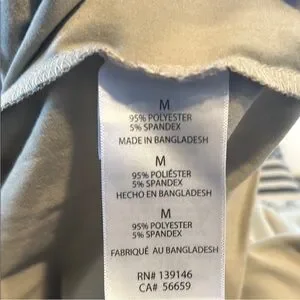 M
95% POLYESTER
5% SPANDEX
MADE IN BANGLADESH
M
95% POLIÉSTER
5% SPANDEX
HECHO EN BANGLADESH
M
95% POLYESTER
5% SPANDEX
FABRIQUÉ AU BANGLADESH
RN# 139146
CA# 56659